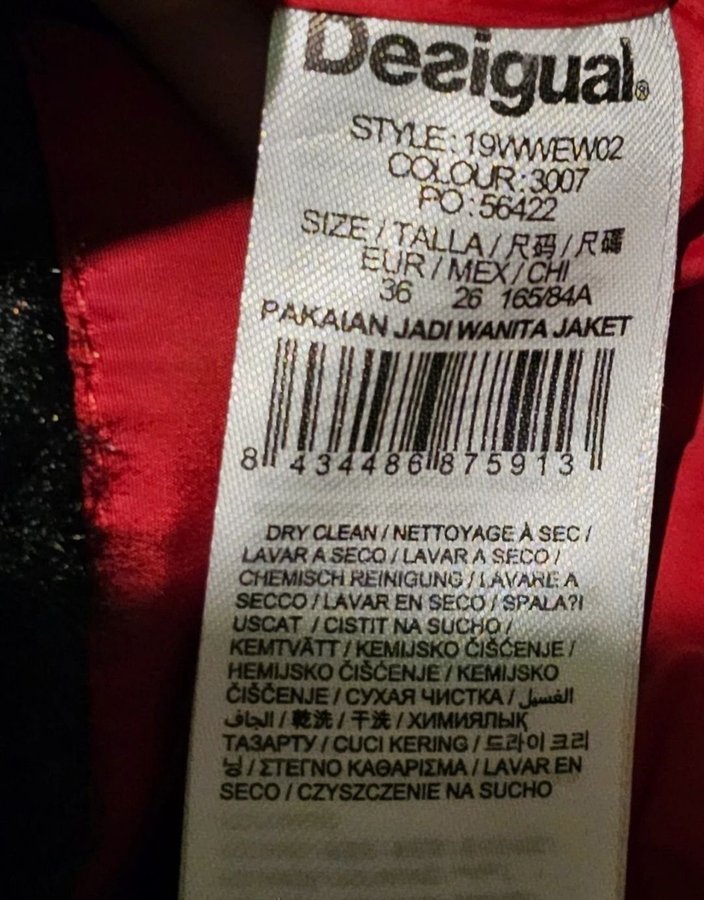 Desigual®
STYLE: 19WWEW02
COLOUR: 3007
PO: 56422
SIZE / TALLA / 尺码 / 尺碼
EUR / MEX / CHI
36 26 165/84A
PAKAIAN JADI WANITA JAKET
8 434486 875913
DRY CLEAN / NETTOYAGE À SEC /
LAVAR A SECO / LAVAR A SECO /
CHEMISCH REINIGUNG / LAVARE A
SECCO / LAVAR EN SECO / SPALA?I
USCAT / CISTIT NA SUCHO /
KEMTVÄTT / KEMIJSKO ČIŠĆENJE /
HEMIJSKO ČIŠĆENJE / KEMIJSKO
ČIŠČENJE / СУХАЯ ЧИСТКА / الغسيل
الجاف / 乾洗 / 干洗 / ХИМИЯЛЫҚ
ТАЗАРТУ / CUCI KERING / 드라이 크리
닝 / ΣΤΕΓΝΟ ΚΑΘΑΡΙΣΜΑ / LAVAR EN
SECO / CZYSZCZENIE NA SUCHO